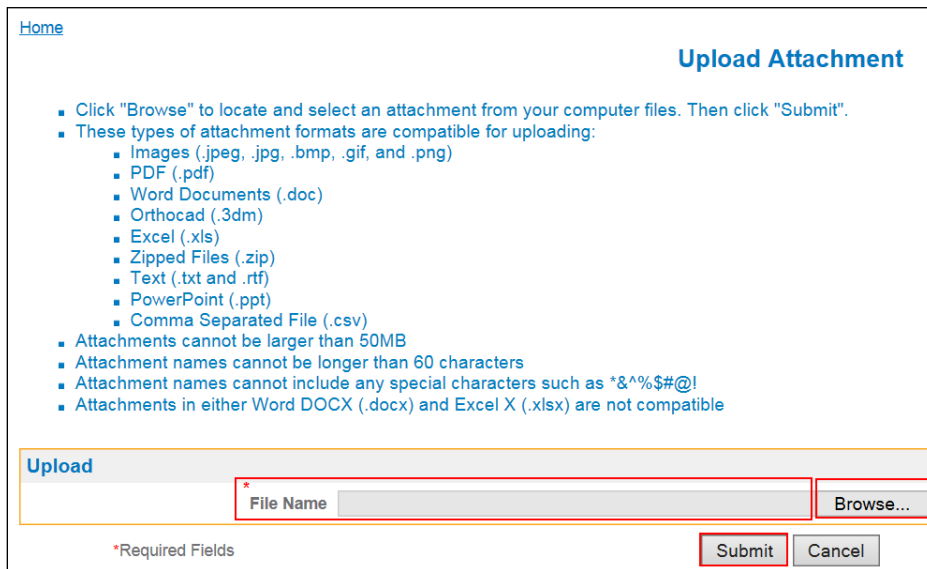 Home
Upload Attachment
Click "Browse" to locate and select an attachment from your computer files. Then click "Submit".
These types of attachment formats are compatible for uploading:
Images (.jpeg, .jpg, .bmp, .gif, and .png)
PDF (.pdf)
Word Documents (.doc)
Orthocad (.3dm)
Excel (.xls)
Zipped Files (.zip)
Text (.txt and .rtf)
PowerPoint (.ppt)
Comma Separated File (.csv)
Attachments cannot be larger than 50MB
Attachment names cannot be longer than 60 characters
Attachment names cannot include any special characters such as *&^%$#@!
Attachments in either Word DOCX (.docx) and Excel X (.xlsx) are not compatible
Upload
*
File Name
Browse...
*Required Fields
Submit
Cancel